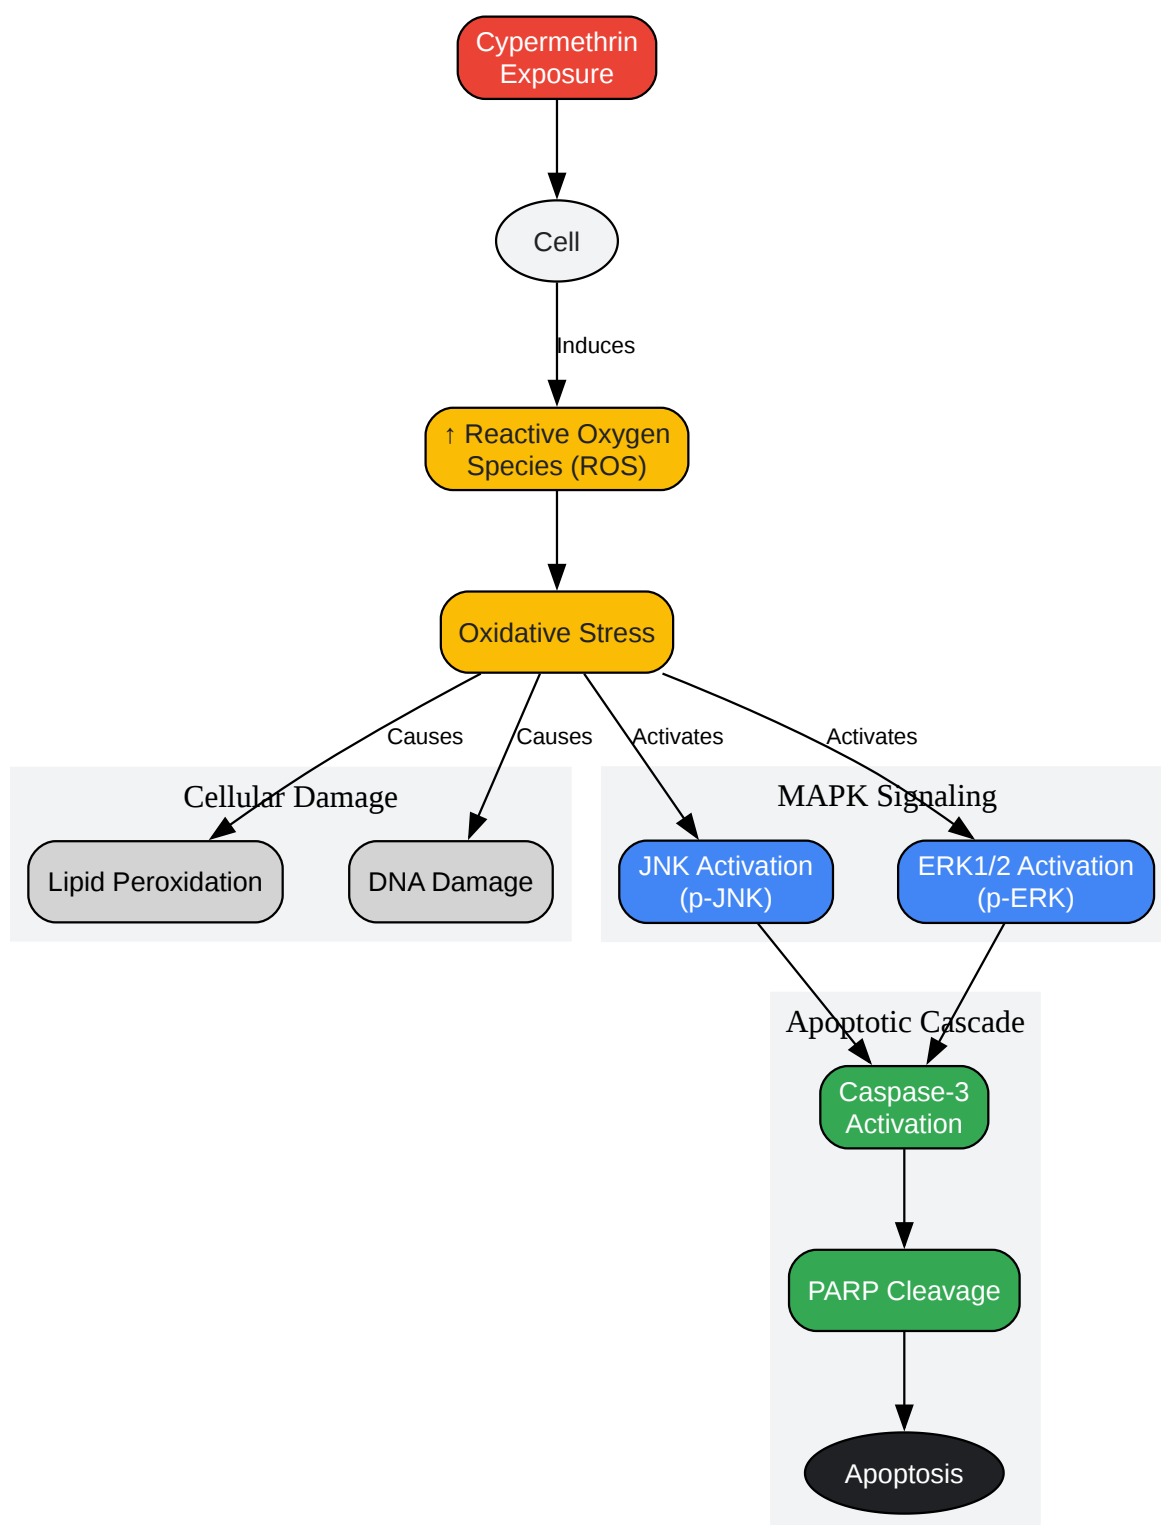 Cypermethrin
Exposure
Cell
Induces
↑ Reactive Oxygen
Species (ROS)
Oxidative Stress
Causes
Causes
Activates
Activates
Cellular Damage
MAPK Signaling
Lipid Peroxidation
DNA Damage
JNK Activation
(p-JNK)
ERK1/2 Activation
(p-ERK)
Apoptotic Cascade
Caspase-3
Activation
PARP Cleavage
Apoptosis